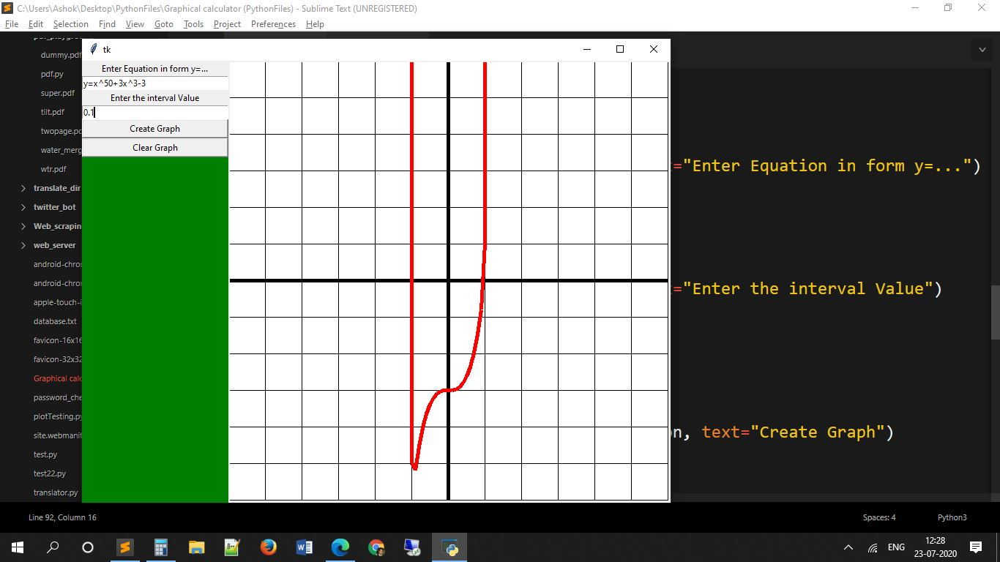 C:\Users\Ashok\Desktop\PythonFiles\Graphical calculator (PythonFiles) - Sublime Text (UNREGISTERED)
File Edit Selection Find View Goto Tools Project Preferences Help
tk
Enter Equation in form y=...
y=x^50+3x^3-3
Enter the interval Value
0.1
Create Graph
Clear Graph
dummy.pdf
pdf.py
super.pdf
tilt.pdf
twopage.pd
water_merg
wtr.pdf
translate_dir
twitter_bot
Web_scrapin
web_server
android-chro
android-chro
apple-touch-i
database.txt
favicon-16x16
favicon-32x32
Graphical calc
password_che
plotTesting.py
site.webmanif
test.py
test22.py
translator.py
="Enter Equation in form y=...")
="Enter the interval Value")
on, text="Create Graph")
Line 92, Column 16
Spaces: 4
Python3
ENG
12:28
23-07-2020